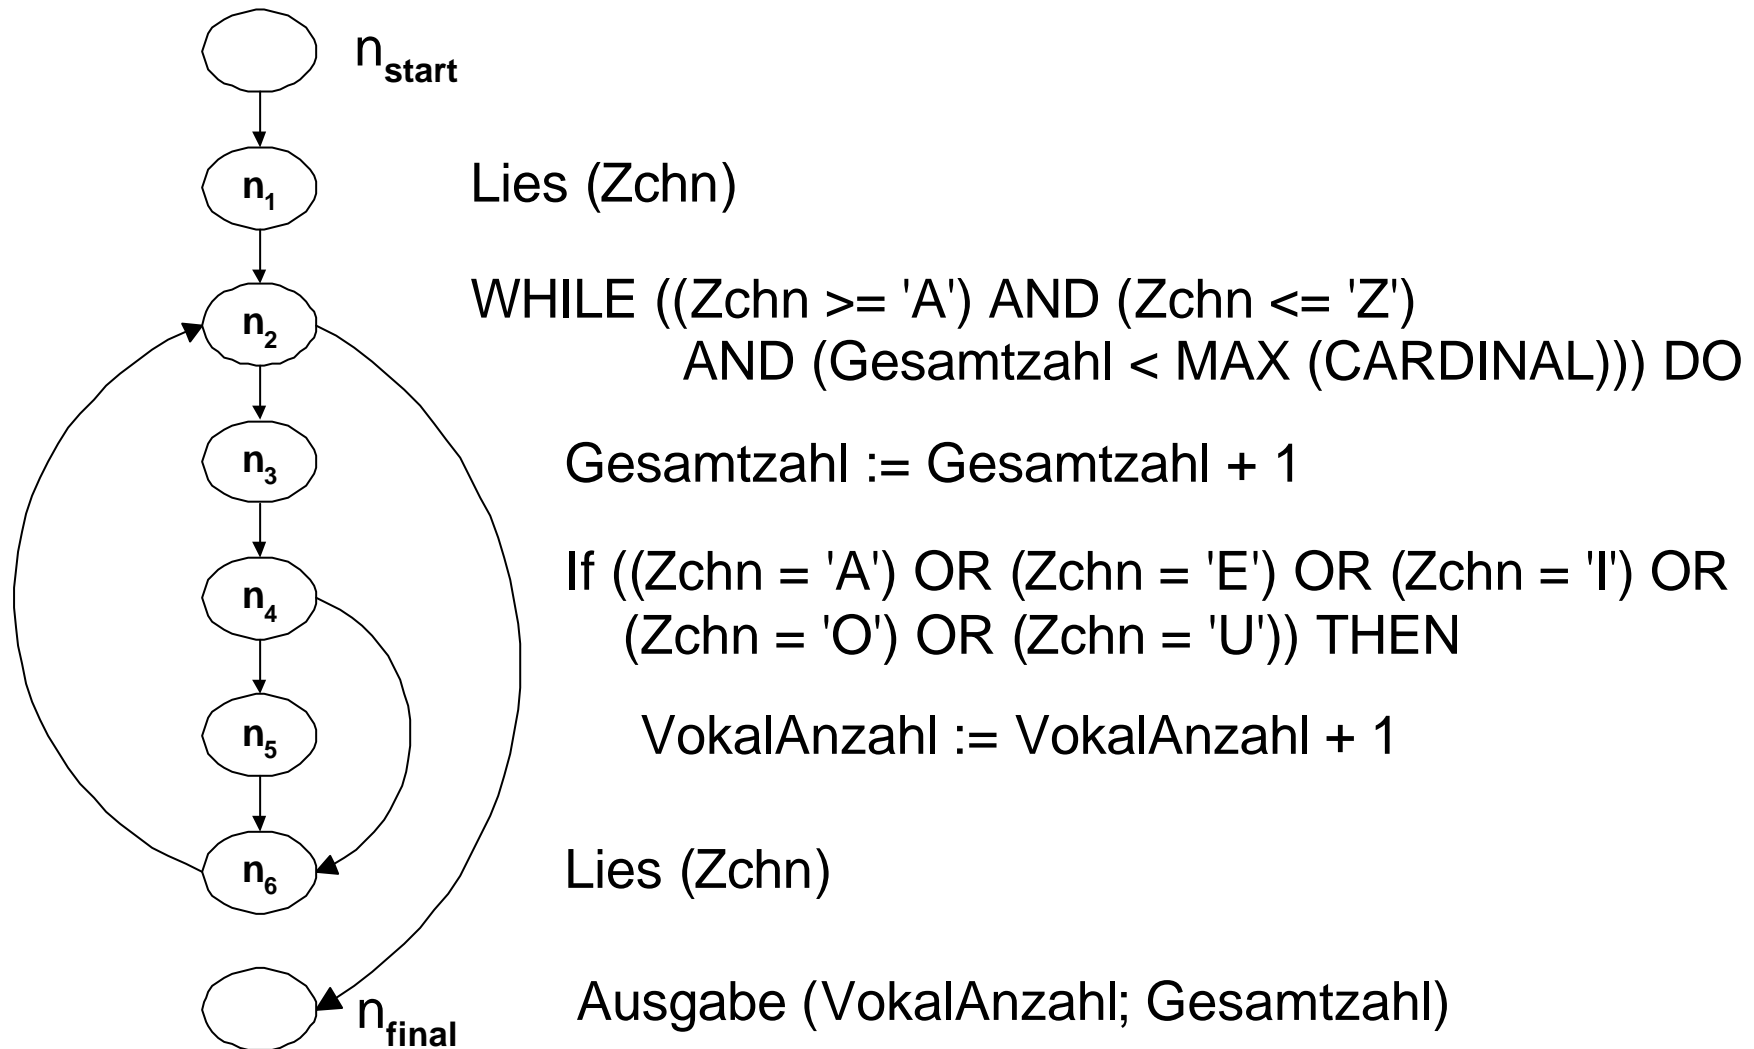 n_start
n_1 Lies (Zchn)
n_2 WHILE ((Zchn >= 'A') AND (Zchn <= 'Z')
AND (Gesamtzahl < MAX (CARDINAL))) DO
n_3 Gesamtzahl := Gesamtzahl + 1
n_4 If ((Zchn = 'A') OR (Zchn = 'E') OR (Zchn = 'I') OR
(Zchn = 'O') OR (Zchn = 'U')) THEN
n_5 VokalAnzahl := VokalAnzahl + 1
n_6 Lies (Zchn)
n_final Ausgabe (VokalAnzahl; Gesamtzahl)